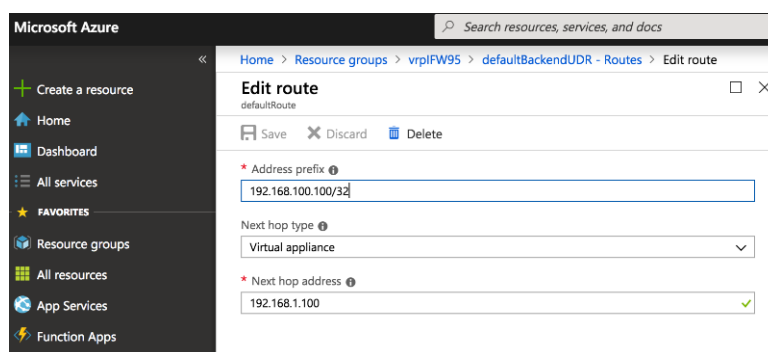 Microsoft Azure
Search resources, services, and docs
«
Create a resource
Home
Dashboard
All services
FAVORITES
Resource groups
All resources
App Services
Function Apps
Home > Resource groups > vrpIFW95 > defaultBackendUDR - Routes > Edit route
Edit route
defaultRoute
Save Discard Delete
* Address prefix
192.168.100.100/32
Next hop type
Virtual appliance
* Next hop address
192.168.1.100